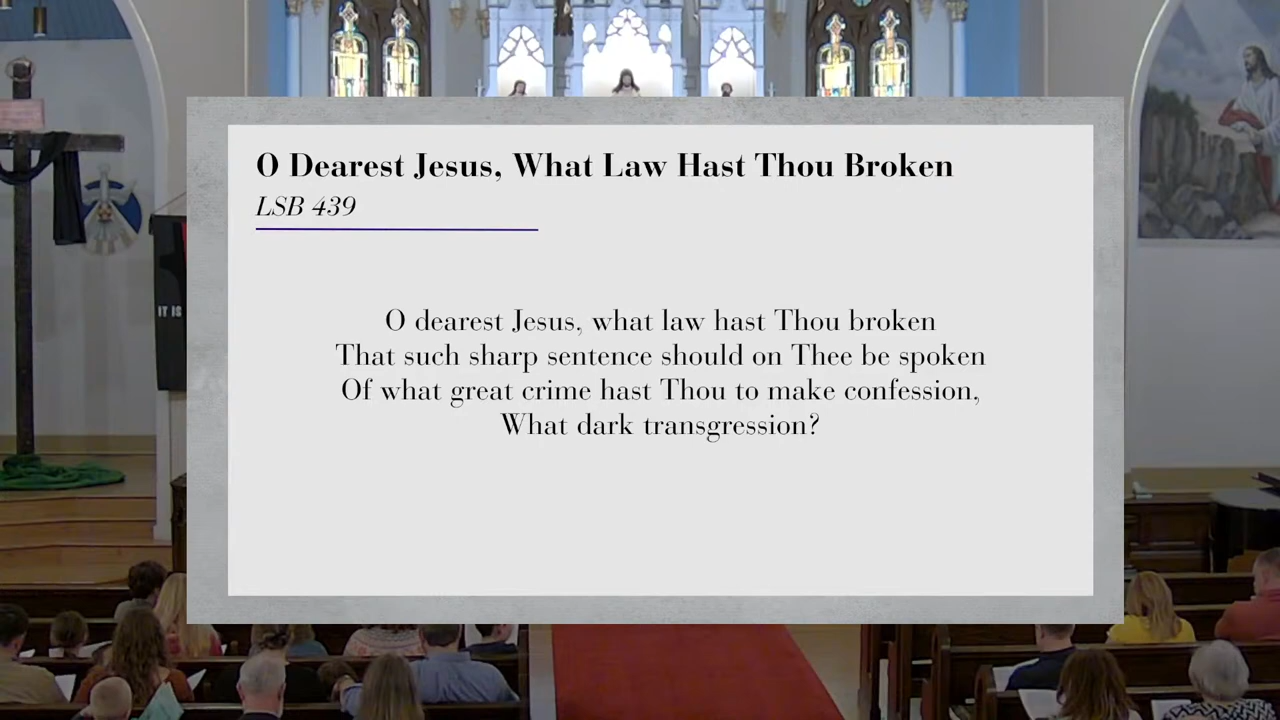 O Dearest Jesus, What Law Hast Thou Broken
LSB 439
O dearest Jesus, what law hast Thou broken
That such sharp sentence should on Thee be spoken
Of what great crime hast Thou to make confession,
What dark transgression?
IT IS